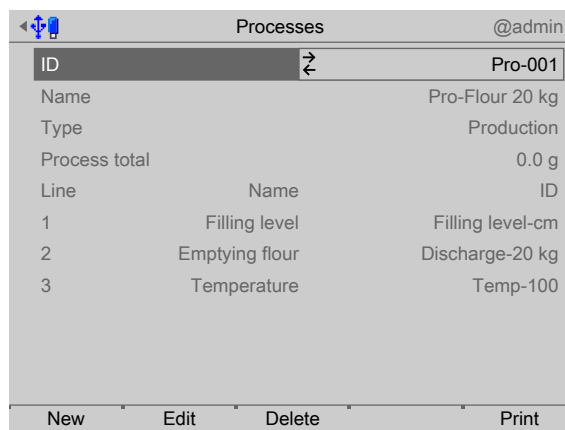 Processes @admin
ID Pro-001
Name Pro-Flour 20 kg
Type Production
Process total 0.0 g
Line Name ID
1 Filling level Filling level-cm
2 Emptying flour Discharge-20 kg
3 Temperature Temp-100
New Edit Delete Print